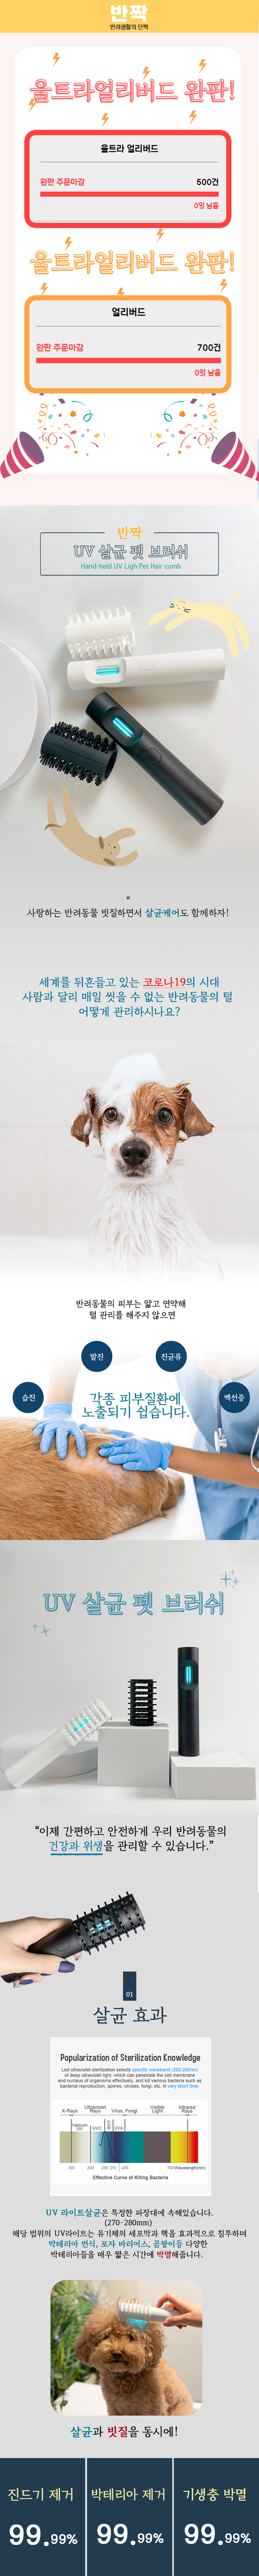 반짝
반려생활의 단짝
울트라얼리버드 완판!
울트라 얼리버드
완판 주문마감 500건
0일 남음
울트라얼리버드 완판!
얼리버드
완판 주문마감 700건
0일 남음
반짝
UV 살균 펫 브러쉬
Hand-held UV Ligh Pet Hair comb
사랑하는 반려동물 빗질하면서 살균케어도 함께하자!
세계를 뒤흔들고 있는 코로나19의 시대
사람과 달리 매일 씻을 수 없는 반려동물의 털
어떻게 관리하시나요?
반려동물의 피부는 얇고 연약해
털 관리를 해주지 않으면
발진
진균류
습진
백선증
각종 피부질환에
노출되기 쉽습니다.
UV 살균 펫 브러쉬
“이제 간편하고 안전하게 우리 반려동물의
건강과 위생을 관리할 수 있습니다.”
01
살균 효과
Popularization of Sterilization Knowledge
Led ultraviolet sterilization selects specific waveband (260-280nm)
of deep ultraviolet light, which can penetrate the cell membrane
and nucleus of organisms effectively, and kill various bacteria such as
bacterial reproduction, spores, viruses, fungi, etc. in very short time.
X-Rays
Ultraviolet Rays
Virus, Fungi
Visible Light
Infrared Rays
Vacuum UV
UVC
UVB
UVA
Effective Curve of Killing Bacteria
UV 라이트살균은 특정한 파장대에 속해있습니다.
(270-280mm)
해당 범위의 UV라이트는 유기체의 세포막과 핵을 효과적으로 침투하며
박테리아 번식, 포자 바리어스, 곰팡이등 다양한
박테리아들을 매우 짧은 시간에 박멸해줍니다.
살균과 빗질을 동시에!
진드기 제거
박테리아 제거
기생충 박멸
99.99%
99.99%
99.99%